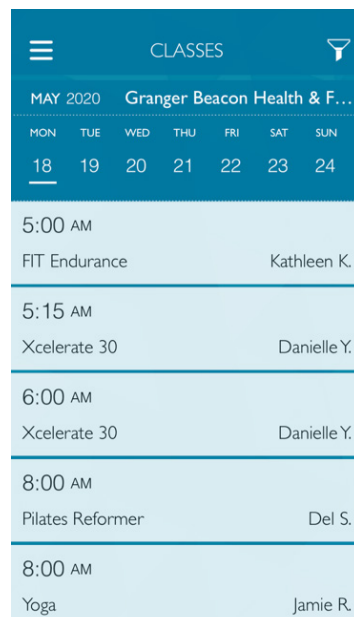 CLASSES
MAY 2020 Granger Beacon Health & F...
MON TUE WED THU FRI SAT SUN
18 19 20 21 22 23 24
5:00 AM
FIT Endurance Kathleen K.
5:15 AM
Xcelerate 30 Danielle Y.
6:00 AM
Xcelerate 30 Danielle Y.
8:00 AM
Pilates Reformer Del S.
8:00 AM
Yoga Jamie R.